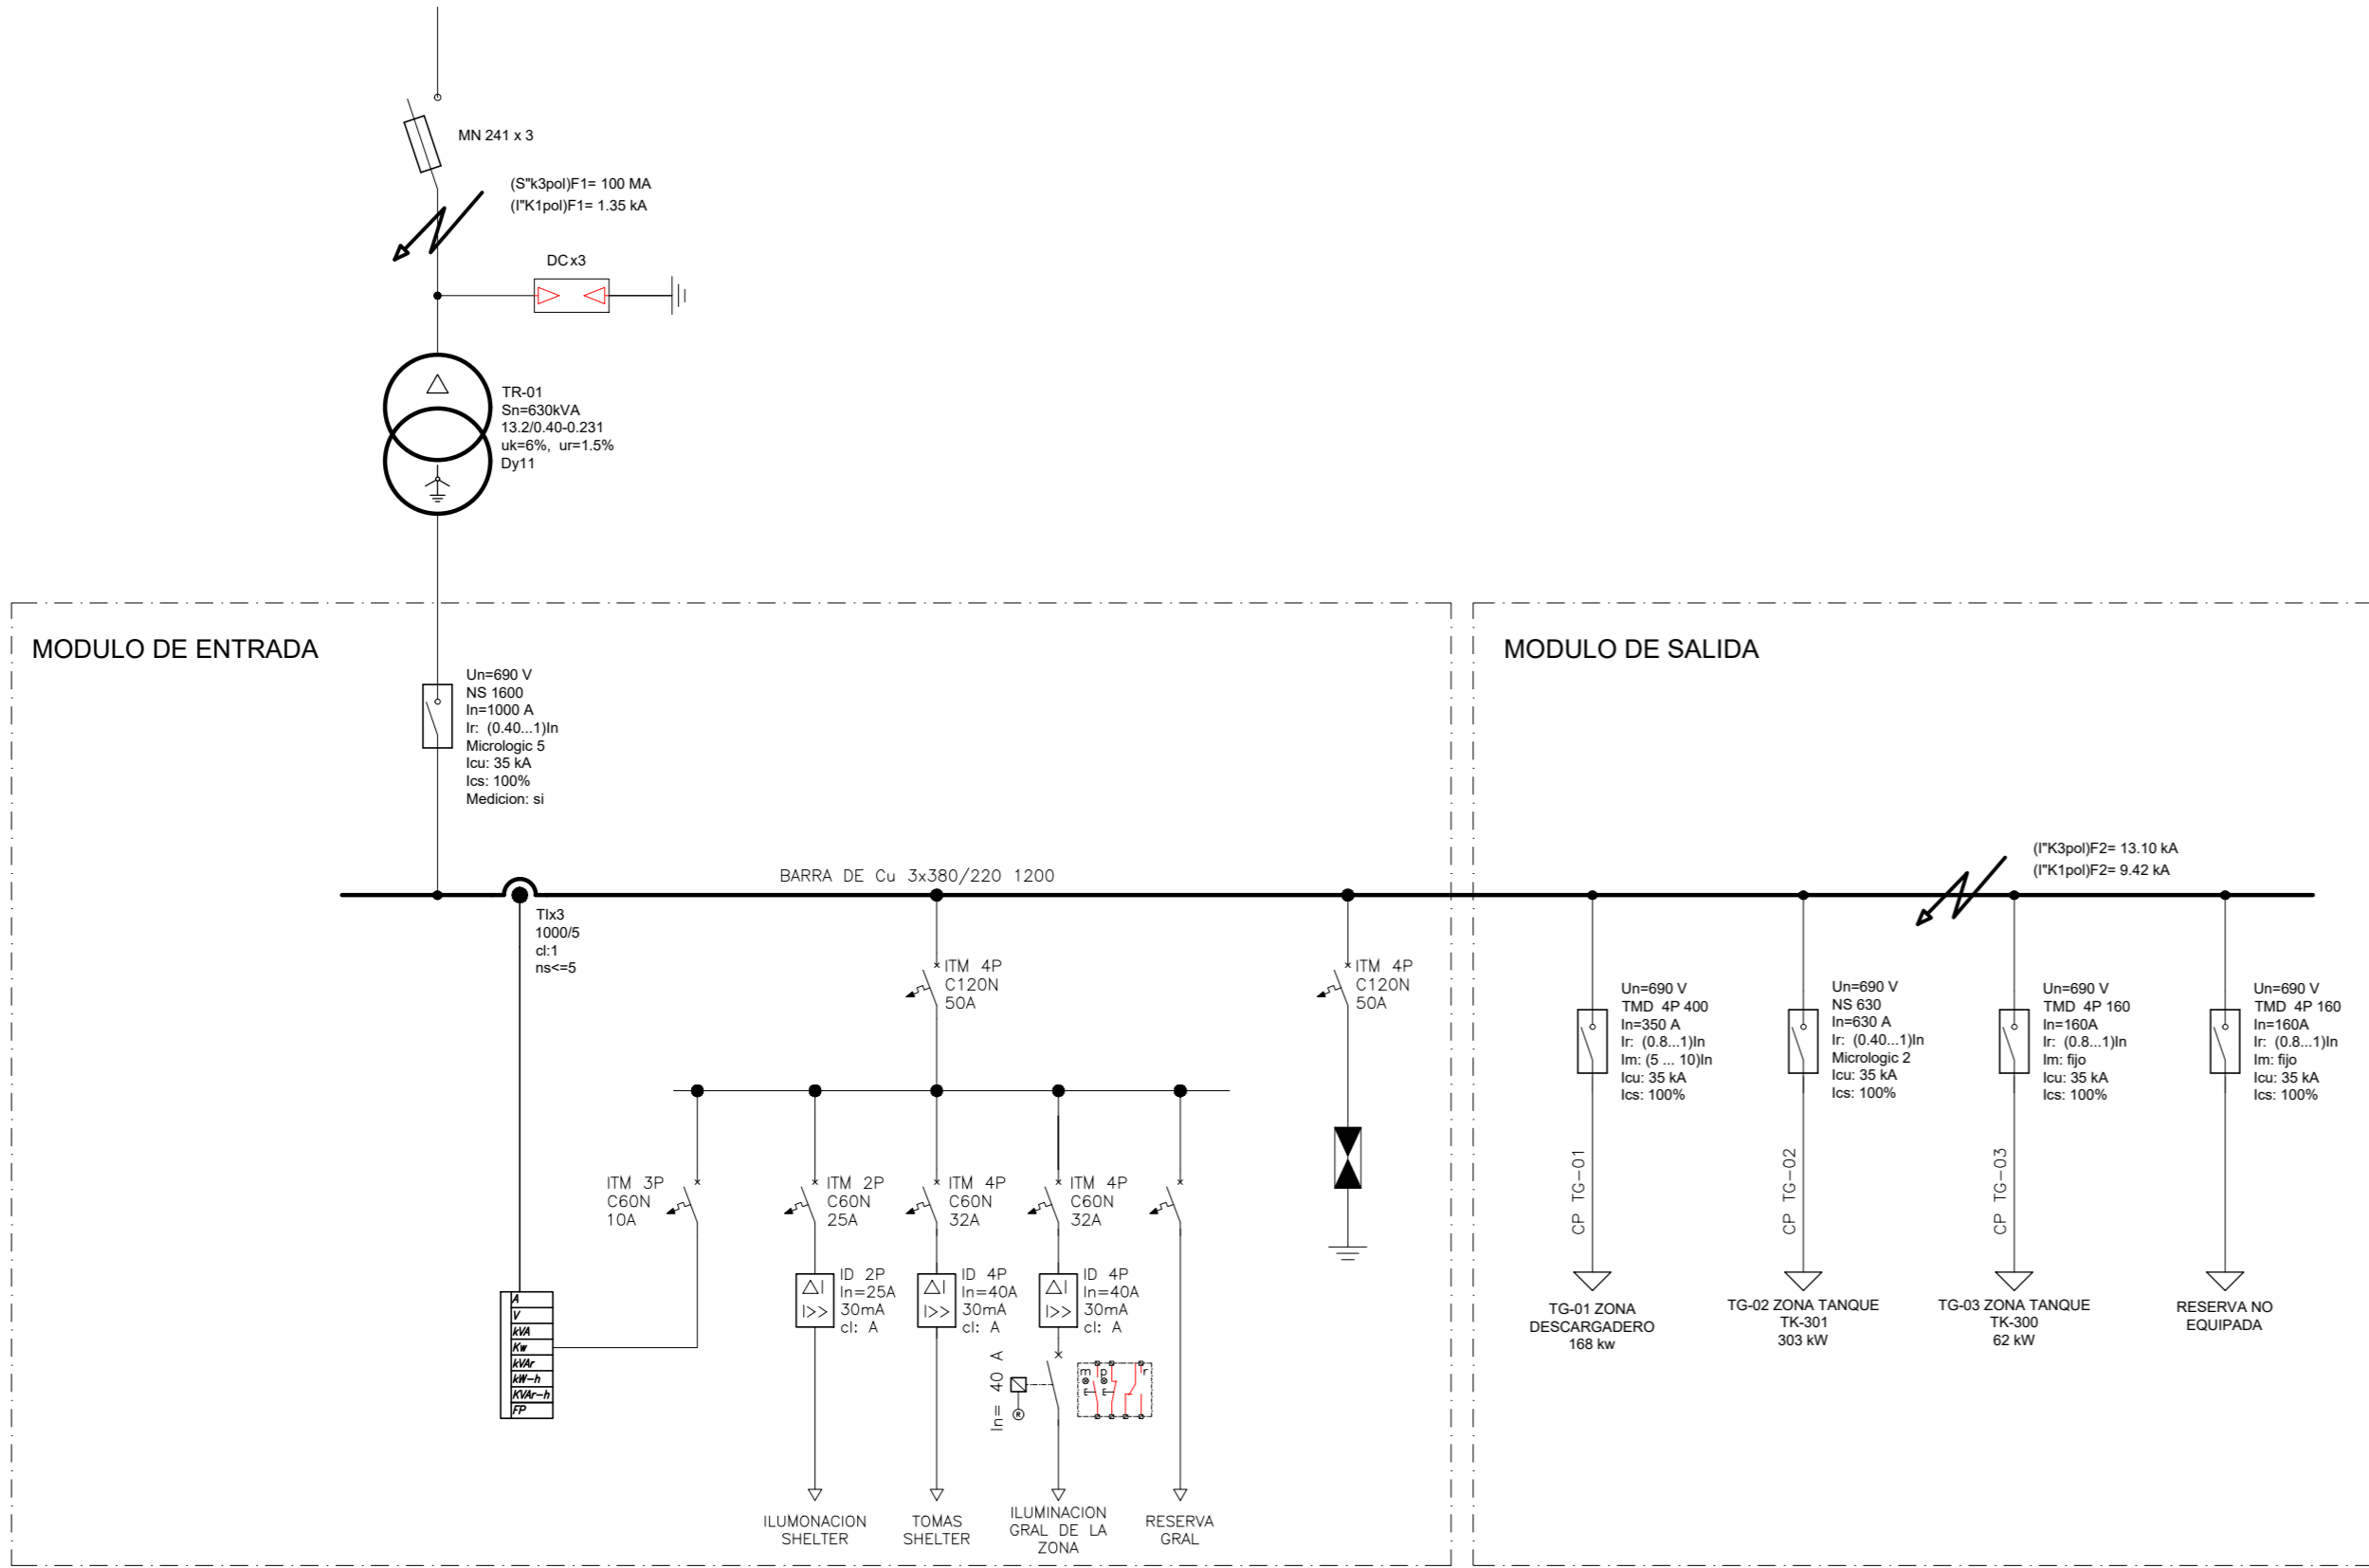 MN 241 x 3
(S"k3pol)F1= 100 MA
(I"K1pol)F1= 1.35 kA
DCx3
TR-01
Sn=630kVA
13.2/0.40-0.231
uk=6%, ur=1.5%
Dy11
MODULO DE ENTRADA
MODULO DE SALIDA
Un=690 V
NS 1600
In=1000 A
Ir: (0.40...1)In
Micrologic 5
Icu: 35 kA
Ics: 100%
Medicion: si
BARRA DE Cu 3x380/220 1200
(I"K3pol)F2= 13.10 kA
(I"K1pol)F2= 9.42 kA
TIx3
1000/5
cl:1
ns<=5
ITM 4P
C120N
50A
ITM 4P
C120N
50A
Un=690 V
TMD 4P 400
In=350 A
Ir: (0.8...1)In
Im: (5 ... 10)In
Icu: 35 kA
Ics: 100%
Un=690 V
NS 630
In=630 A
Ir: (0.40...1)In
Micrologic 2
Icu: 35 kA
Ics: 100%
Un=690 V
TMD 4P 160
In=160A
Ir: (0.8...1)In
Im: fijo
Icu: 35 kA
Ics: 100%
Un=690 V
TMD 4P 160
In=160A
Ir: (0.8...1)In
Im: fijo
Icu: 35 kA
Ics: 100%
ITM 3P
C60N
10A
ITM 2P
C60N
25A
ITM 4P
C60N
32A
ITM 4P
C60N
32A
CP TG-01
CP TG-02
CP TG-03
ΔI
I>>
ID 2P
In=25A
30mA
cl: A
ΔI
I>>
ID 4P
In=40A
30mA
cl: A
ΔI
I>>
ID 4P
In=40A
30mA
cl: A
A
V
kVA
Kw
kVAr
kW-h
KVAr-h
FP
In= 40 A
R
m p r
TG-01 ZONA
DESCARGADERO
168 kw
TG-02 ZONA TANQUE
TK-301
303 kW
TG-03 ZONA TANQUE
TK-300
62 kW
RESERVA NO
EQUIPADA
ILUMONACION
SHELTER
TOMAS
SHELTER
ILUMINACION
GRAL DE LA
ZONA
RESERVA
GRAL